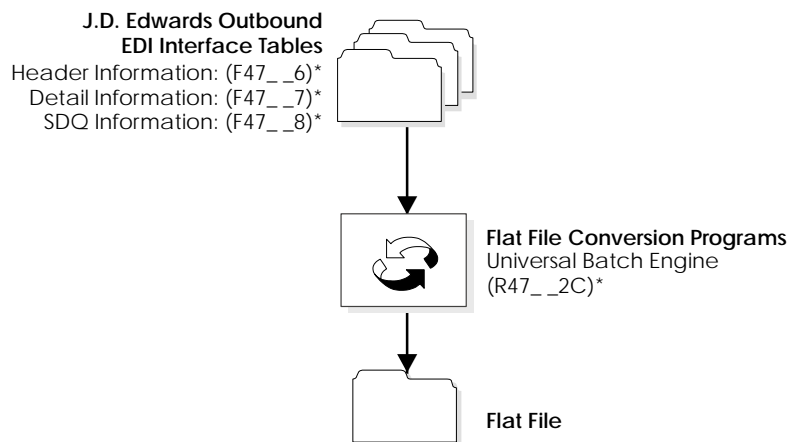 J.D. Edwards Outbound
EDI Interface Tables
Header Information: (F47_ _6)*
Detail Information: (F47_ _7)*
SDQ Information: (F47_ _8)*
Flat File Conversion Programs
Universal Batch Engine
(R47_ _2C)*
Flat File